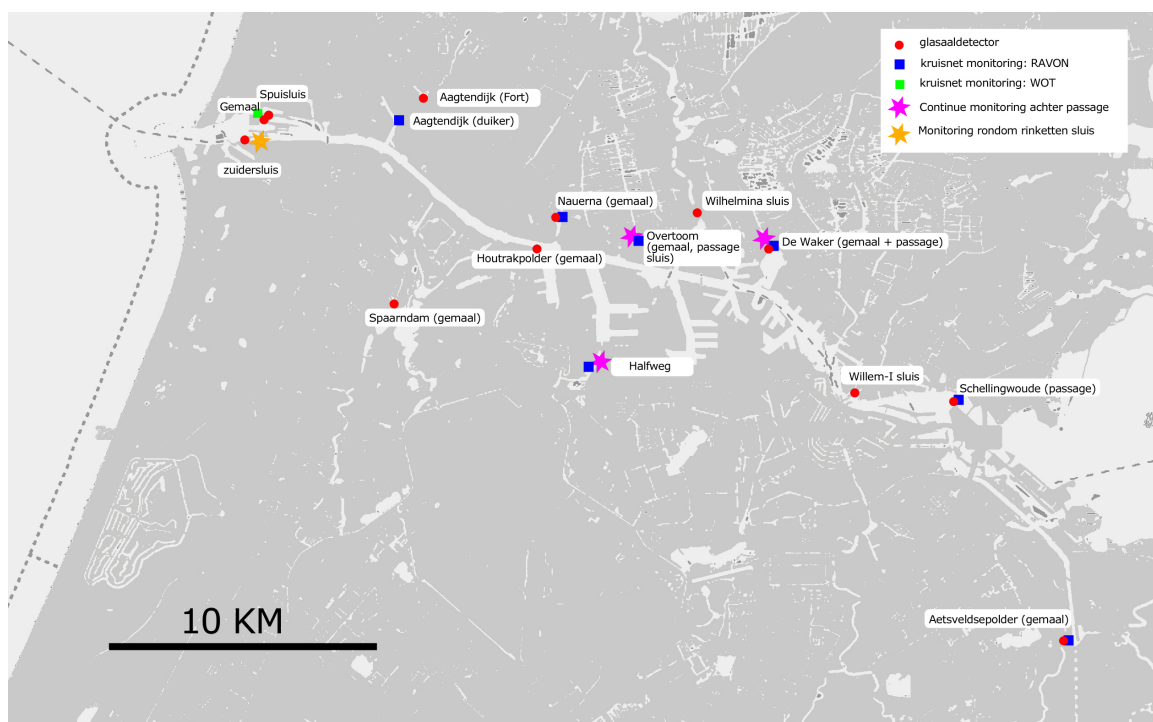 glasaaldetector
kruisnet monitoring: RAVON
kruisnet monitoring: WOT
Continue monitoring achter passage
Monitoring rondom rinketten sluis
Spuisluis
Gemaal
zuidersluis
Aagtendijk (Fort)
Aagtendijk (duiker)
Nauerna (gemaal)
Wilhelmina sluis
Overtoom
(gemaal, passage
sluis)
De Waker (gemaal + passage)
Houtrakpolder (gemaal)
Spaarndam (gemaal)
Halfweg
Willem-I sluis
Schellingwoude (passage)
Aetsveldsepolder (gemaal)
10 KM